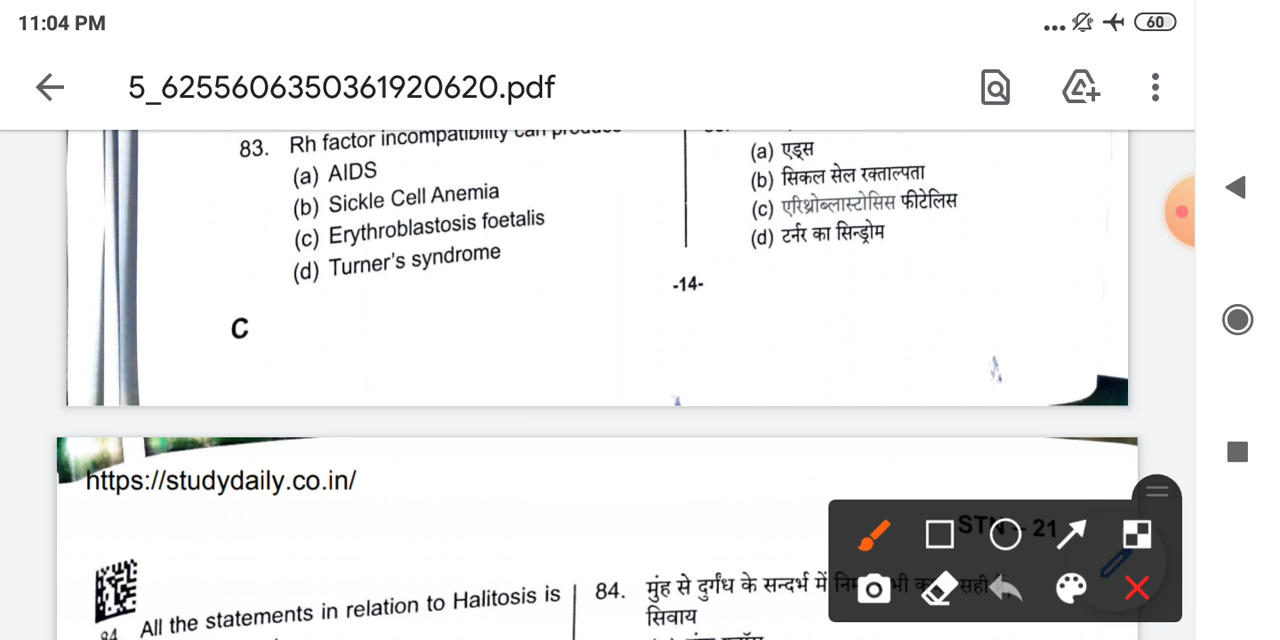 11:04 PM
60
5_6255606350361920620.pdf
83. Rh factor incompatibility can produce
(a) AIDS
(b) Sickle Cell Anemia
(c) Erythroblastosis foetalis
(d) Turner's syndrome
(a) एड्स
(b) सिकल सेल रक्ताल्पता
(c) एरिथ्रोब्लास्टोसिस फीटेलिस
(d) टर्नर का सिन्ड्रोम
-14-
C
https://studydaily.co.in/
STN - 21
84. All the statements in relation to Halitosis is
84. मुंह से दुर्गंध के सन्दर्भ में
सिवाय